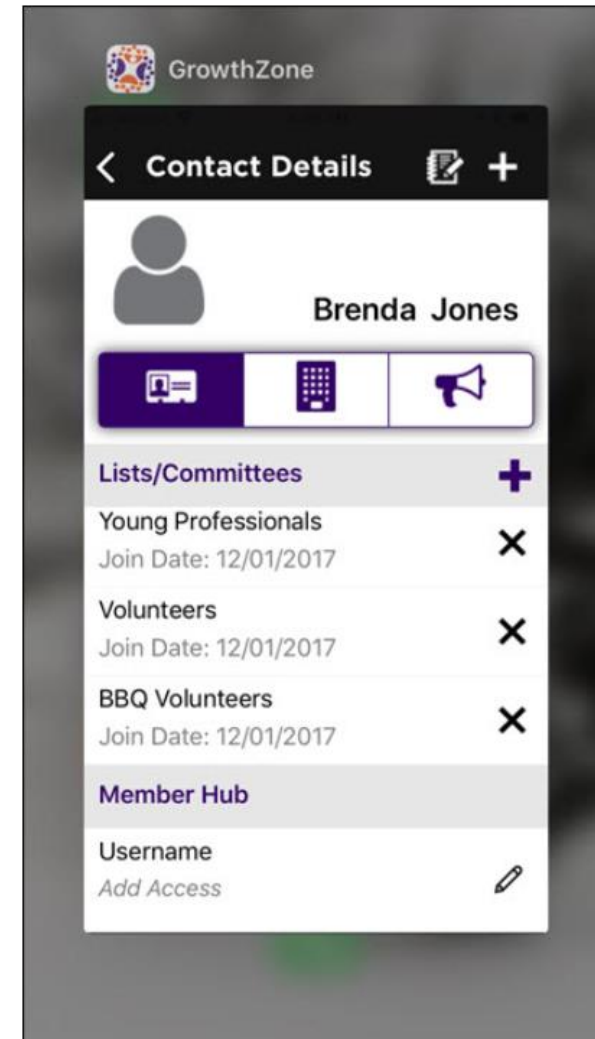 GrowthZone
Contact Details
Brenda Jones
Lists/Committees
Young Professionals
Join Date: 12/01/2017
Volunteers
Join Date: 12/01/2017
BBQ Volunteers
Join Date: 12/01/2017
Member Hub
Username
Add Access